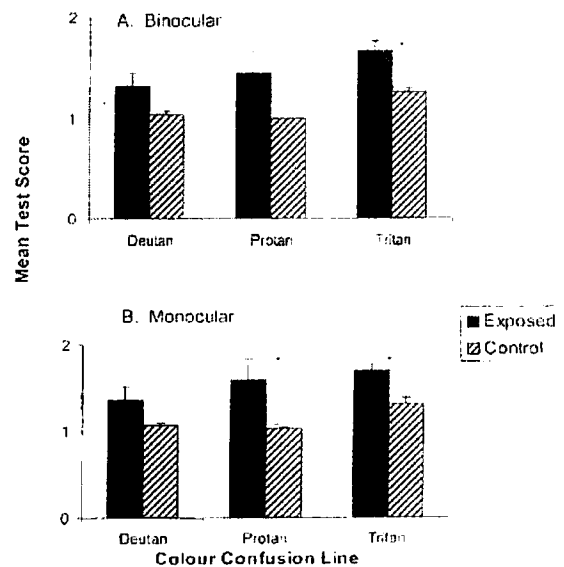 A. Binocular
2
1
0
Mean Test Score
Deutan Protan Tritan
B. Monocular
2
1
0
Exposed
Control
Deutan Protan Tritan
Colour Confusion Line